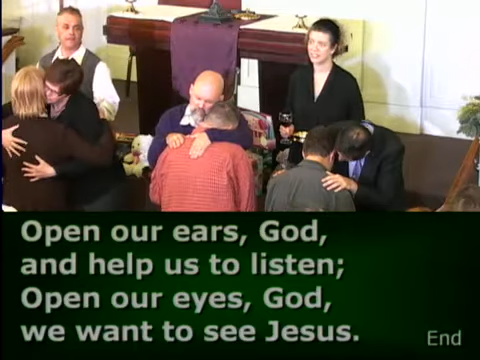 Open our ears, God,
and help us to listen;
Open our eyes, God,
we want to see Jesus.
End